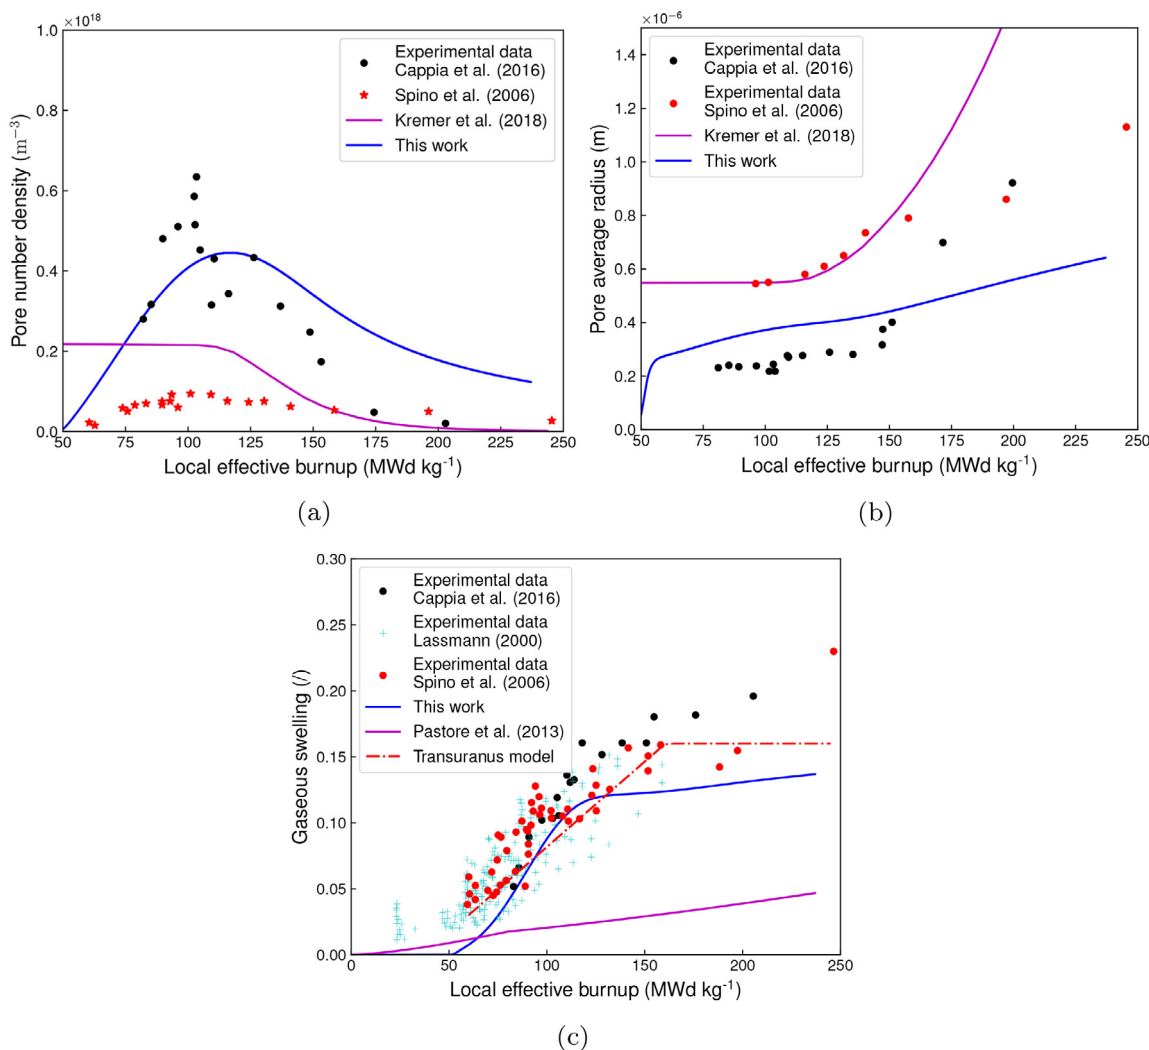 ×10¹⁸
1.0
0.8
0.6
0.4
0.2
0.0
Pore number density (m⁻³)
Experimental data
Cappia et al. (2016)
Spino et al. (2006)
Kremer et al. (2018)
This work
50 75 100 125 150 175 200 225 250
Local effective burnup (MWd kg⁻¹)
(a)
×10⁻⁶
1.4
1.2
1.0
0.8
0.6
0.4
0.2
0.0
Pore average radius (m)
Experimental data
Cappia et al. (2016)
Experimental data
Spino et al. (2006)
Kremer et al. (2018)
This work
50 75 100 125 150 175 200 225 250
Local effective burnup (MWd kg⁻¹)
(b)
0.30
0.25
0.20
0.15
0.10
0.05
0.00
Gaseous swelling (/)
Experimental data
Cappia et al. (2016)
Experimental data
Lassmann (2000)
Experimental data
Spino et al. (2006)
This work
Pastore et al. (2013)
Transuranus model
0 50 100 150 200 250
Local effective burnup (MWd kg⁻¹)
(c)